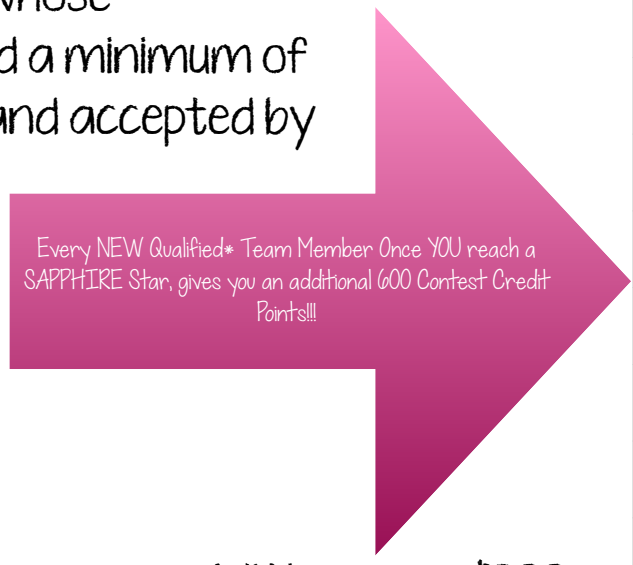 whose
a minimum of
and accepted by
Every NEW Qualified* Team Member Once YOU reach a
SAPPHIRE Star, gives you an additional 600 Contest Credit
Points!!!